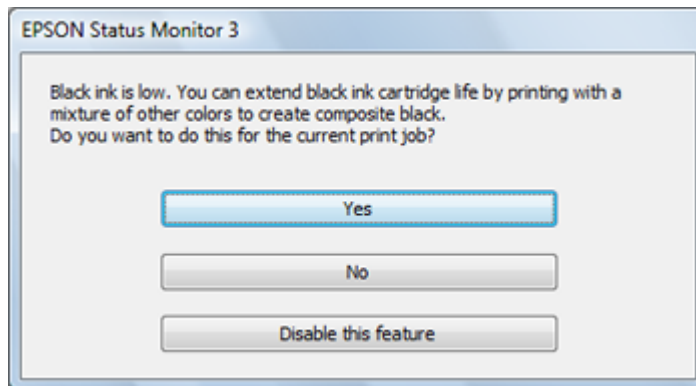 EPSON Status Monitor 3
Black ink is low. You can extend black ink cartridge life by printing with a
mixture of other colors to create composite black.
Do you want to do this for the current print job?
Yes
No
Disable this feature